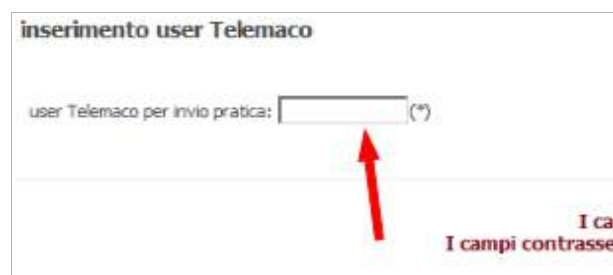 inserimento user Telemaco
user Telemaco per invio pratica: (*)
I ca
I campi contrasse